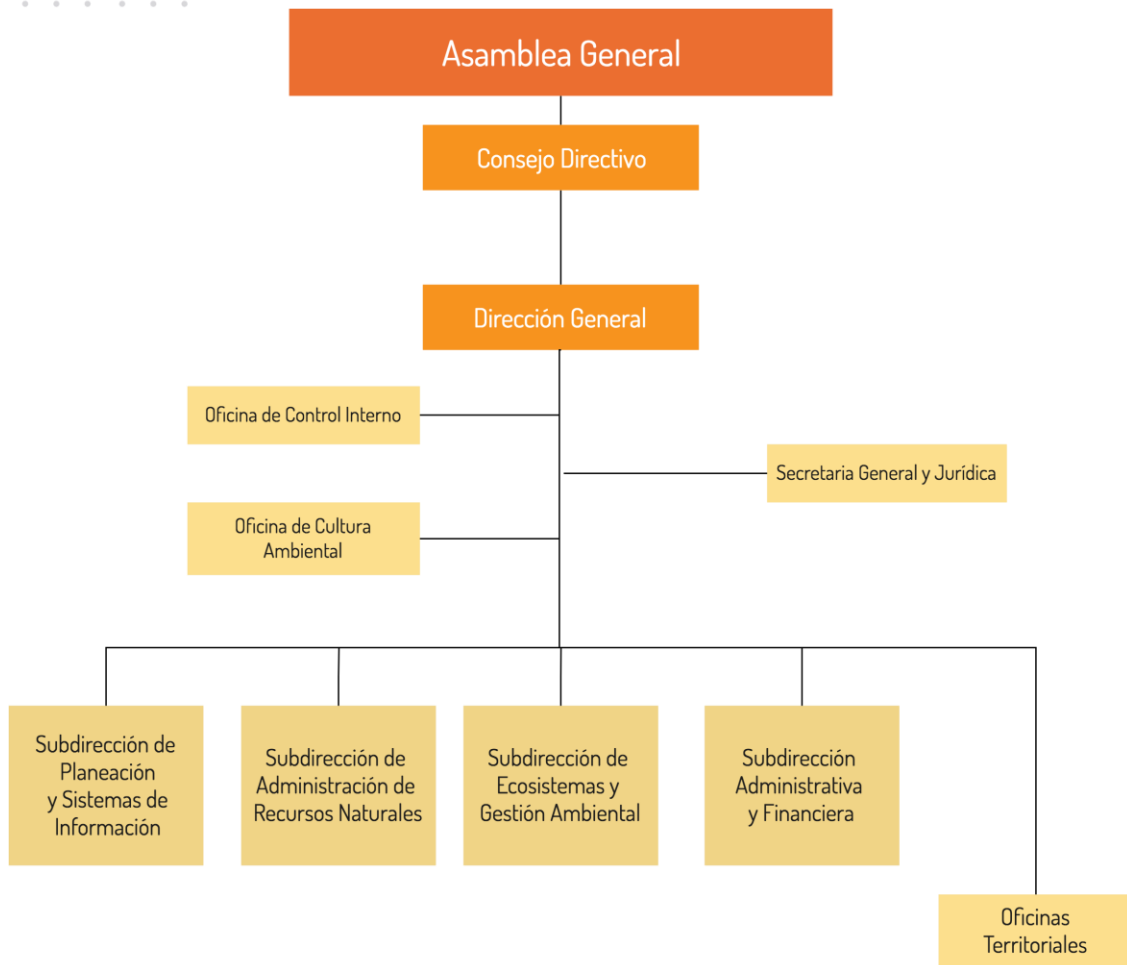 Asamblea General
Consejo Directivo
Dirección General
Oficina de Control Interno
Secretaria General y Jurídica
Oficina de Cultura
Ambiental
Subdirección de
Planeación
y Sistemas de
Información
Subdirección de
Administración de
Recursos Naturales
Subdirección de
Ecosistemas y
Gestión Ambiental
Subdirección
Administrativa
y Financiera
Oficinas
Territoriales